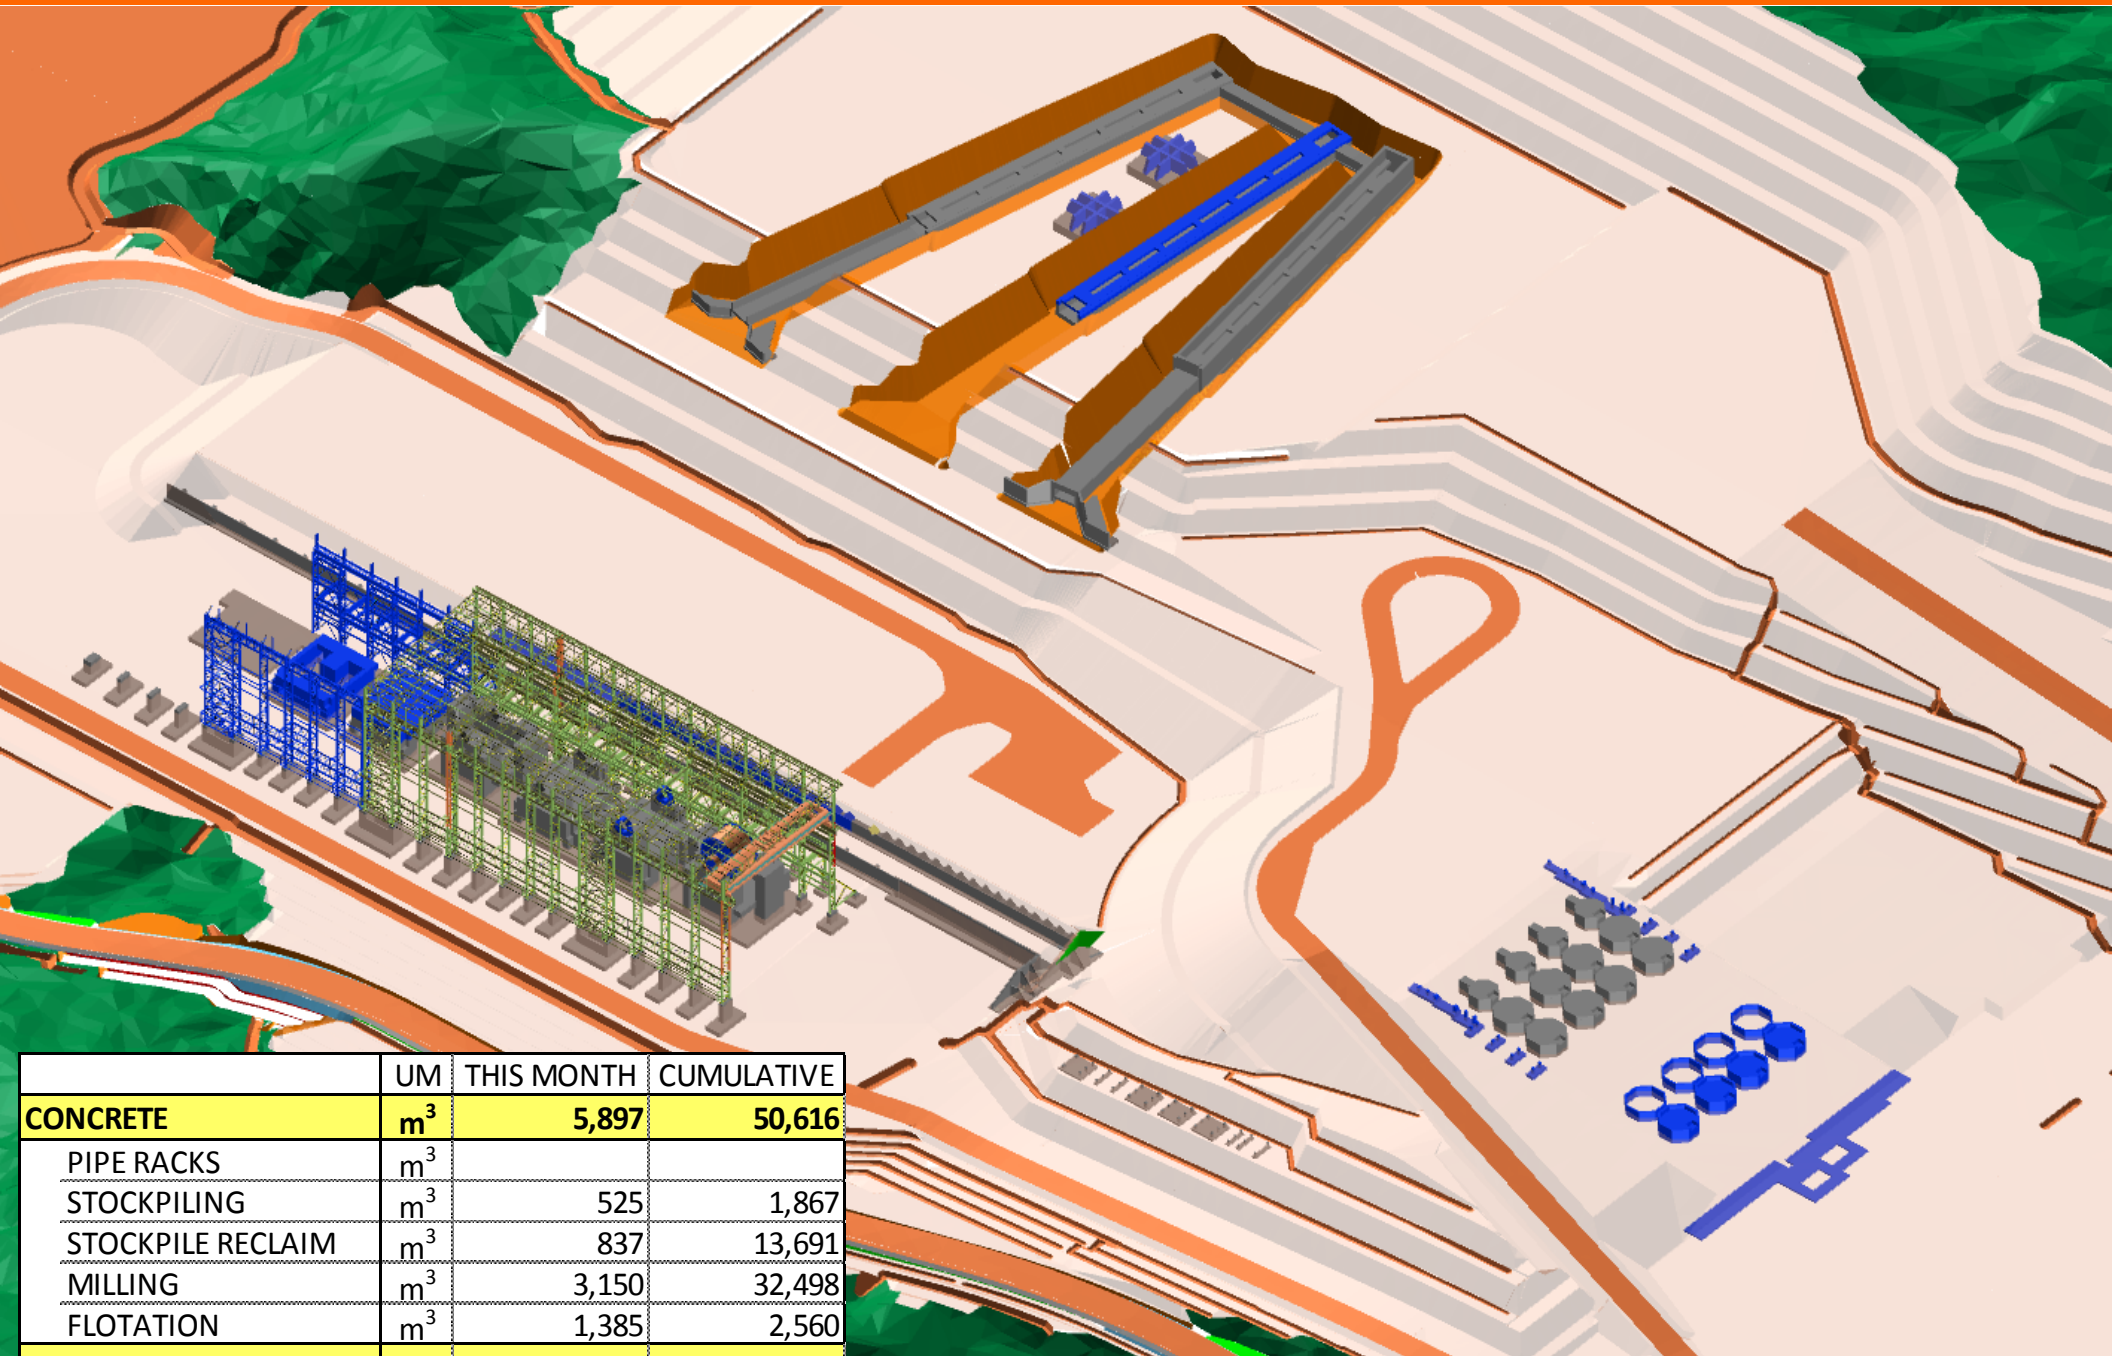 UM THIS MONTH CUMULATIVE
CONCRETE m³ 5,897 50,616
PIPE RACKS m³
STOCKPILING m³ 525 1,867
STOCKPILE RECLAIM m³ 837 13,691
MILLING m³ 3,150 32,498
FLOTATION m³ 1,385 2,560